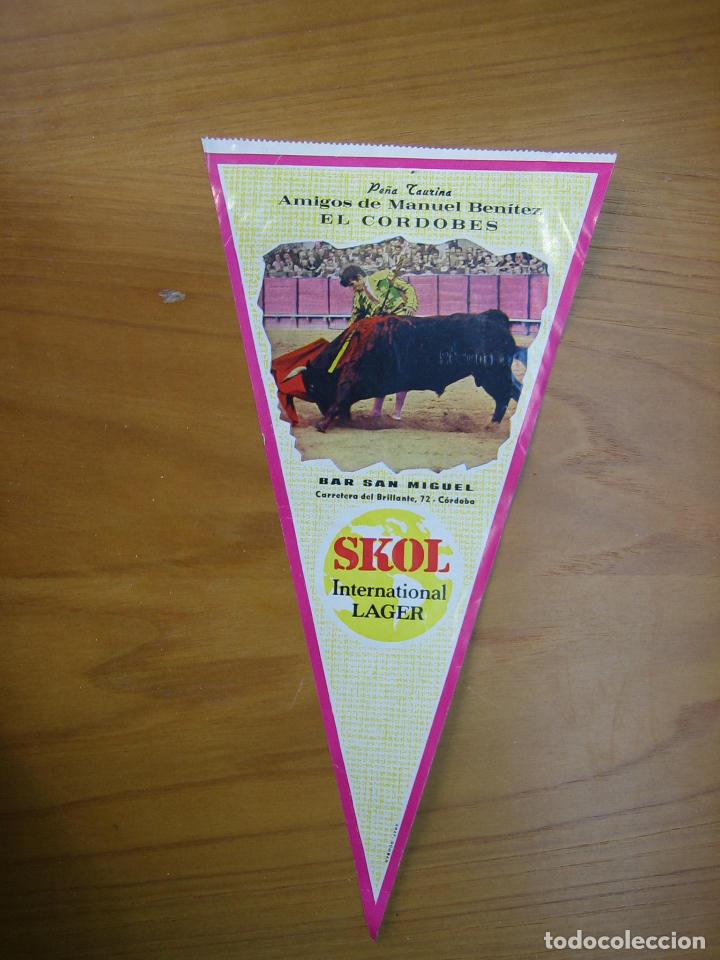 Peña Taurina
Amigos de Manuel Benítez
EL CORDOBES
BAR SAN MIGUEL
Carretera del Brillante, 72 - Córdoba
SKOL
International
LAGER
todocoleccion